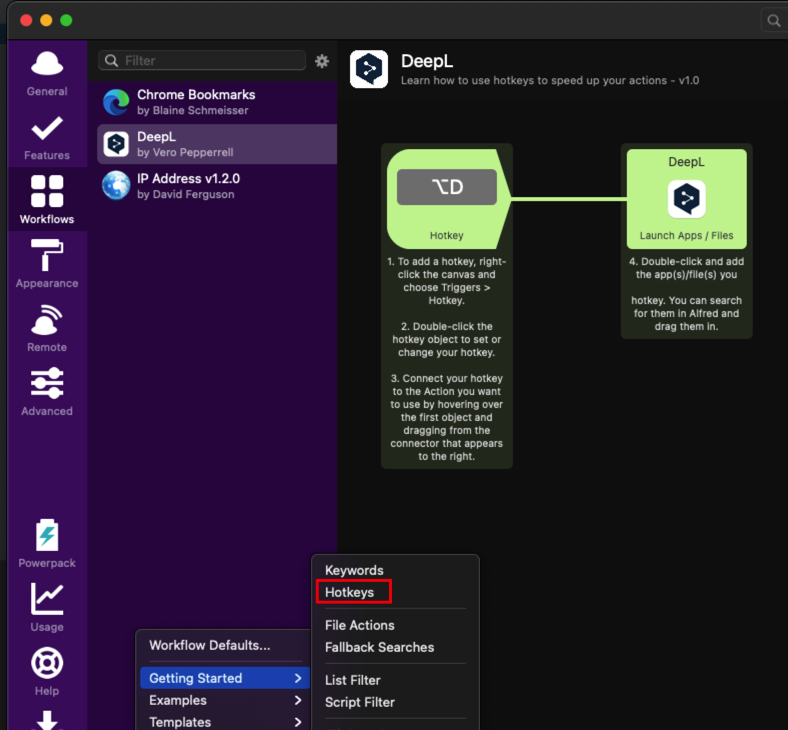 General
Features
Workflows
Appearance
Remote
Advanced
Powerpack
Usage
Help
Filter
Chrome Bookmarks
by Blaine Schmeisser
DeepL
by Vero Pepperrell
IP Address v1.2.0
by David Ferguson
DeepL
Learn how to use hotkeys to speed up your actions - v1.0
⌥D
Hotkey
1. To add a hotkey, right-
click the canvas and
choose Triggers >
Hotkey.
2. Double-click the
hotkey object to set or
change your hotkey.
3. Connect your hotkey
to the Action you want
to use by hovering over
the first object and
dragging from the
connector that appears
to the right.
DeepL
Launch Apps / Files
4. Double-click and add
the app(s)/file(s) you
hotkey. You can search
for them in Alfred and
drag them in.
Workflow Defaults...
Getting Started
Examples
Templates
Keywords
Hotkeys
File Actions
Fallback Searches
List Filter
Script Filter